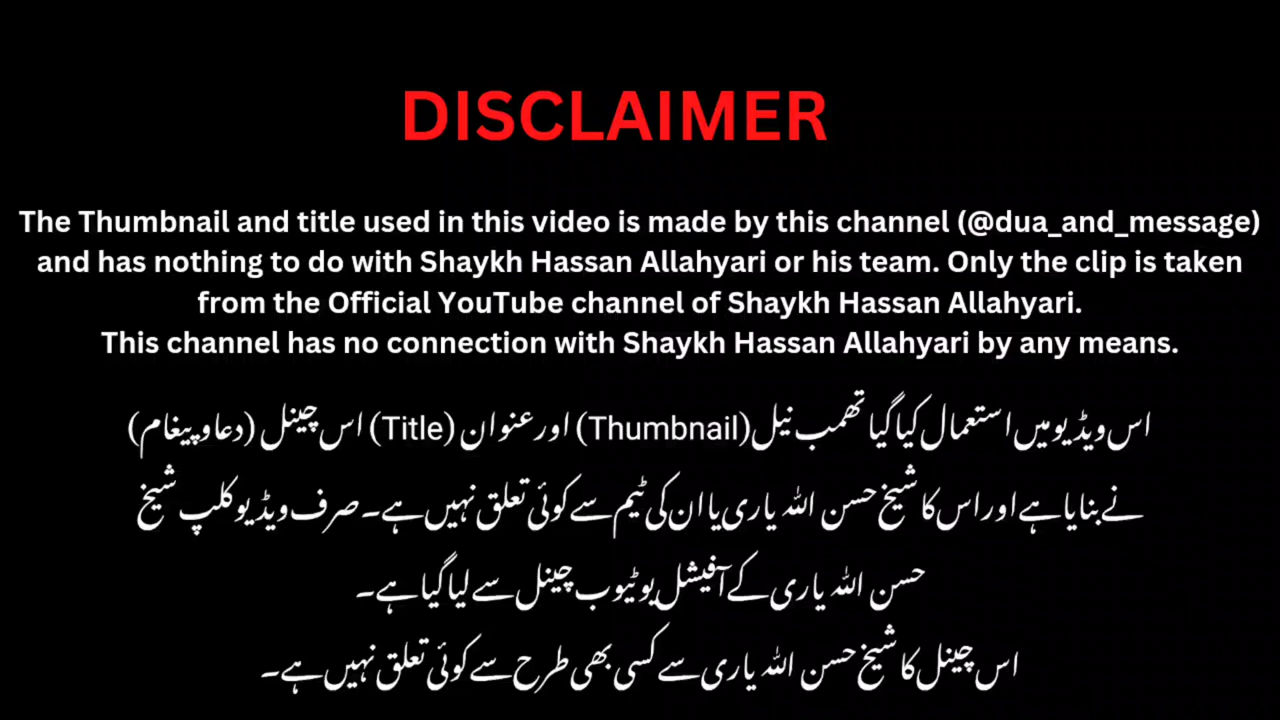 DISCLAIMER
The Thumbnail and title used in this video is made by this channel (@dua_and_message)
and has nothing to do with Shaykh Hassan Allahyari or his team. Only the clip is taken
from the Official YouTube channel of Shaykh Hassan Allahyari.
This channel has no connection with Shaykh Hassan Allahyari by any means.
اس ویڈیو میں استعمال کیا گیا تھمب نیل (Thumbnail) اور عنوان (Title) اس چینل (دعا و پیغام)
نے بنایا ہے اور اس کا شیخ حسن اللہ یاری یا ان کی ٹیم سے کوئی تعلق نہیں ہے۔ صرف ویڈیو کلپ شیخ
حسن اللہ یاری کے آفیشل یوٹیوب چینل سے لیا گیا ہے۔
اس چینل کا شیخ حسن اللہ یاری سے کسی بھی طرح سے کوئی تعلق نہیں ہے۔